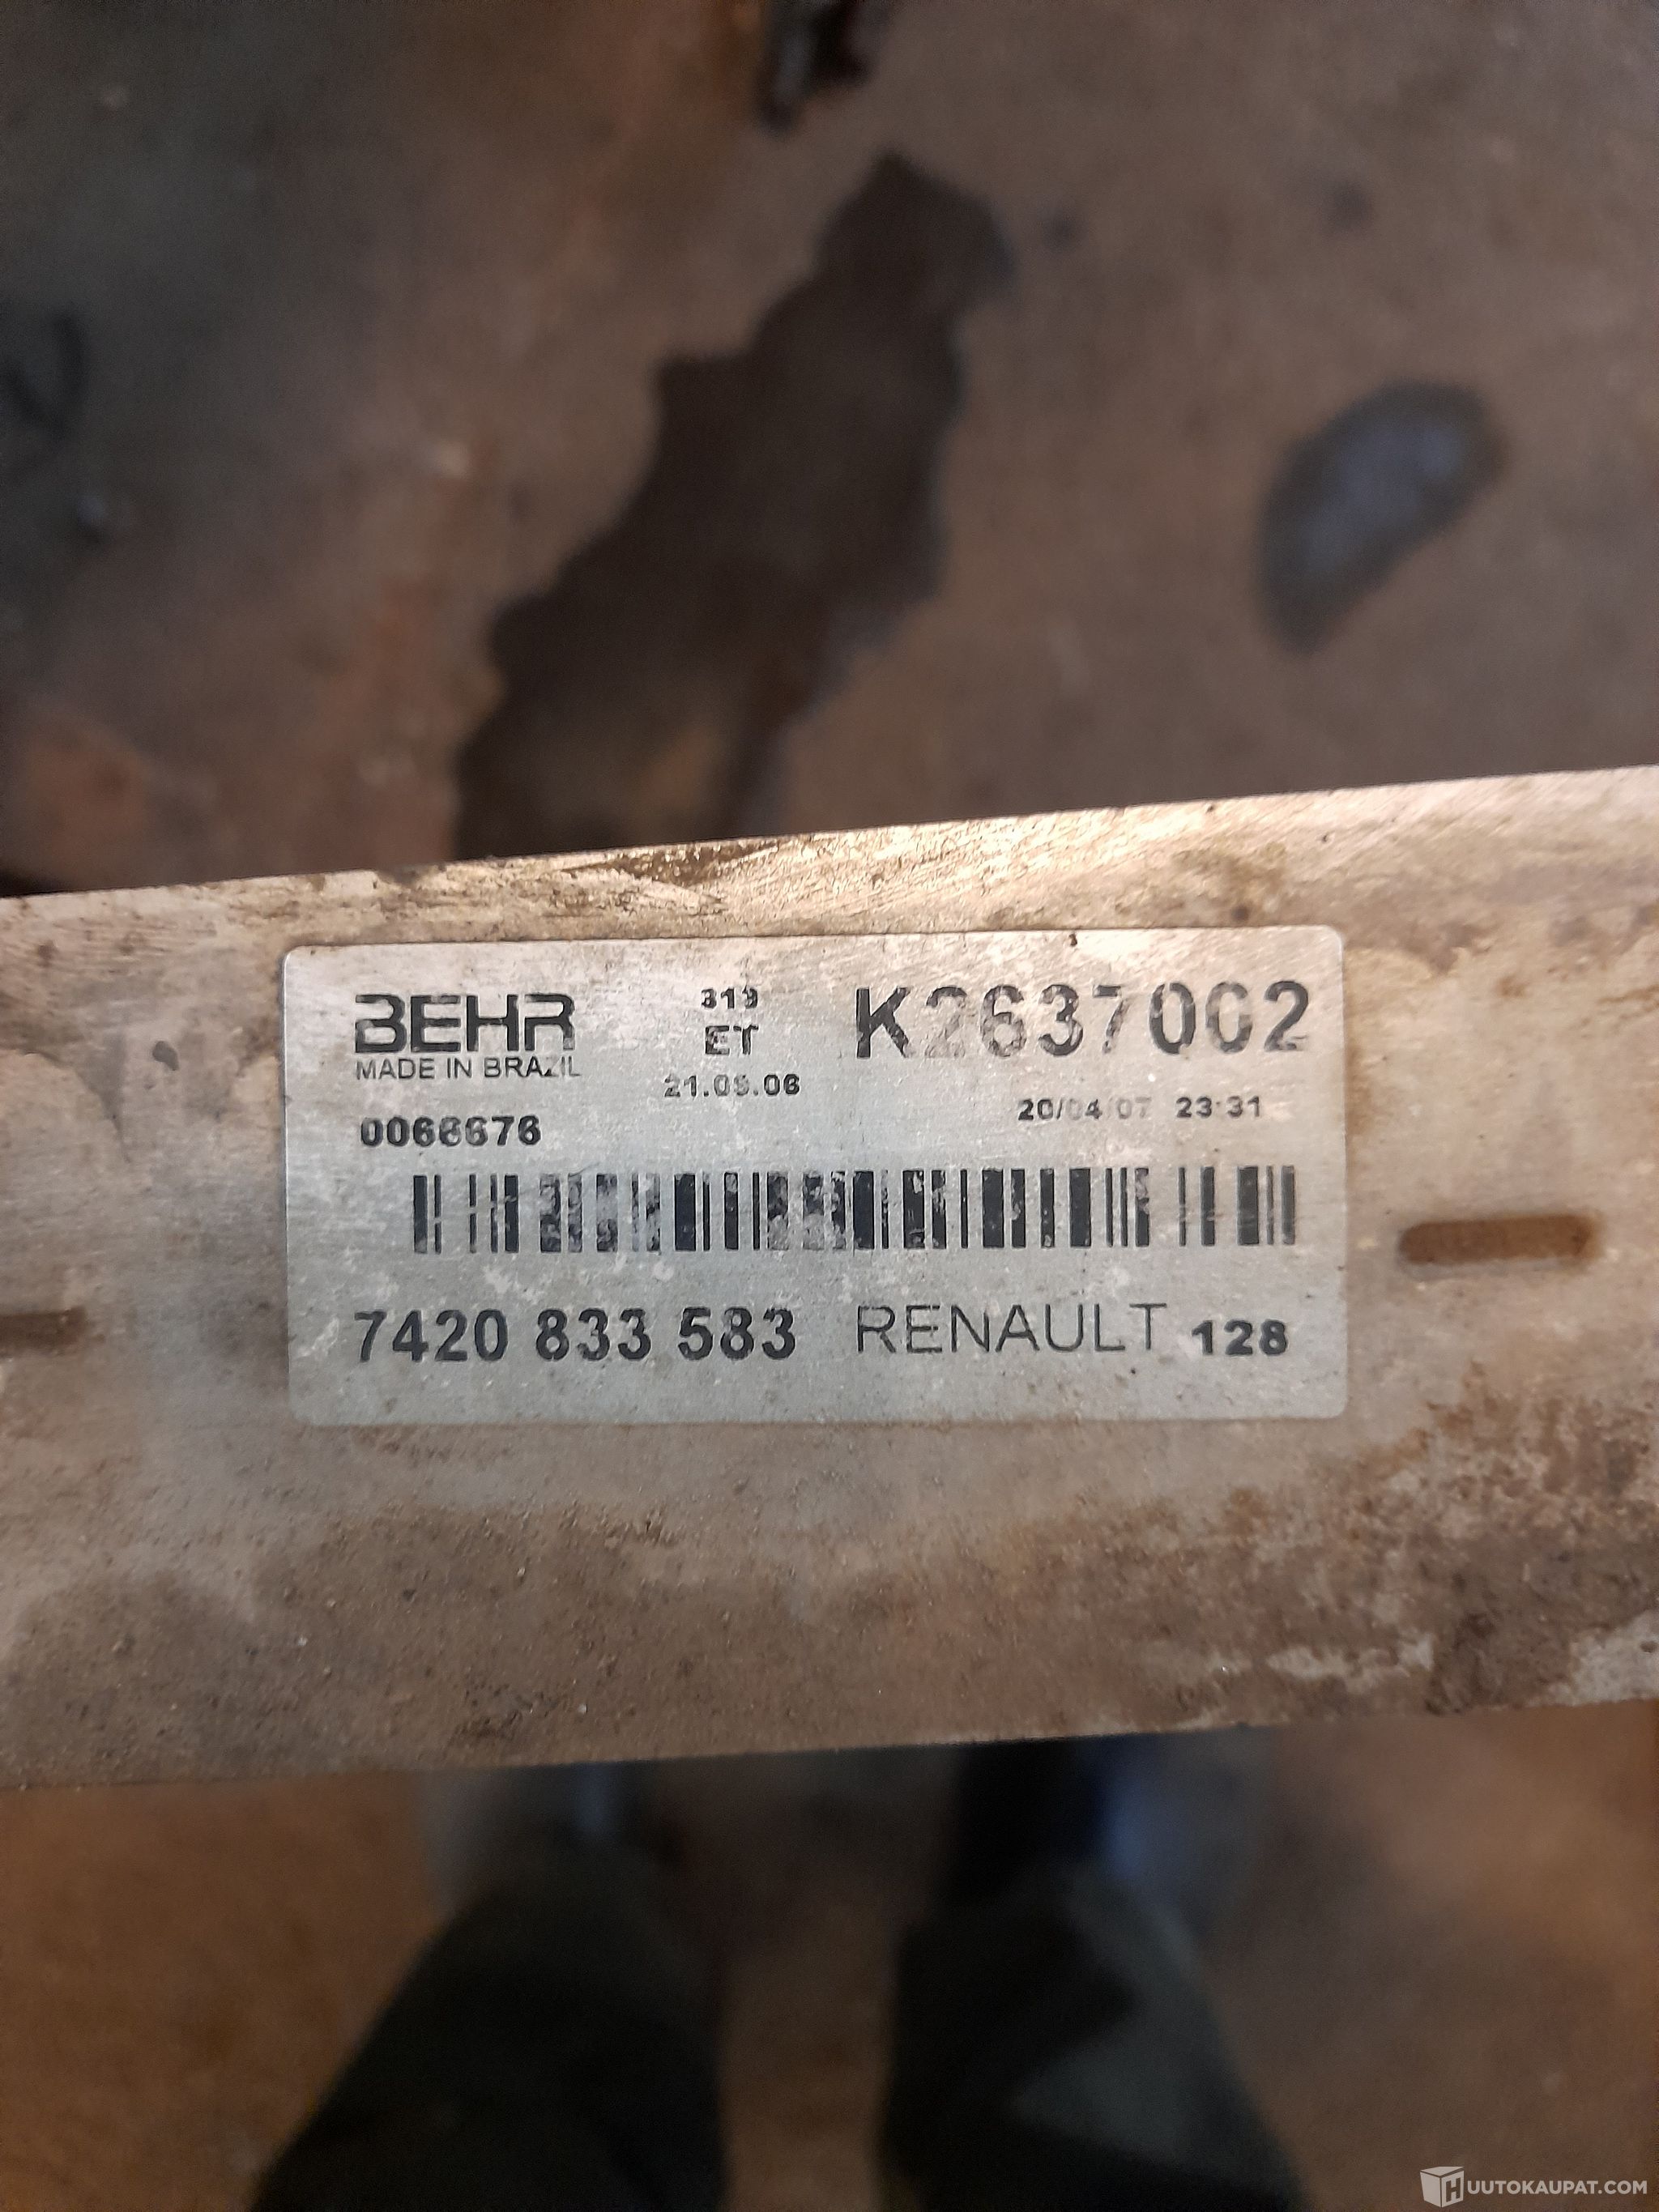 BEHR
MADE IN BRAZIL
319
ET
21.09.06
K2637002
20/04/07 23:31
0066676
7420 833 583 RENAULT 128
HUUTOKAUPAT.COM